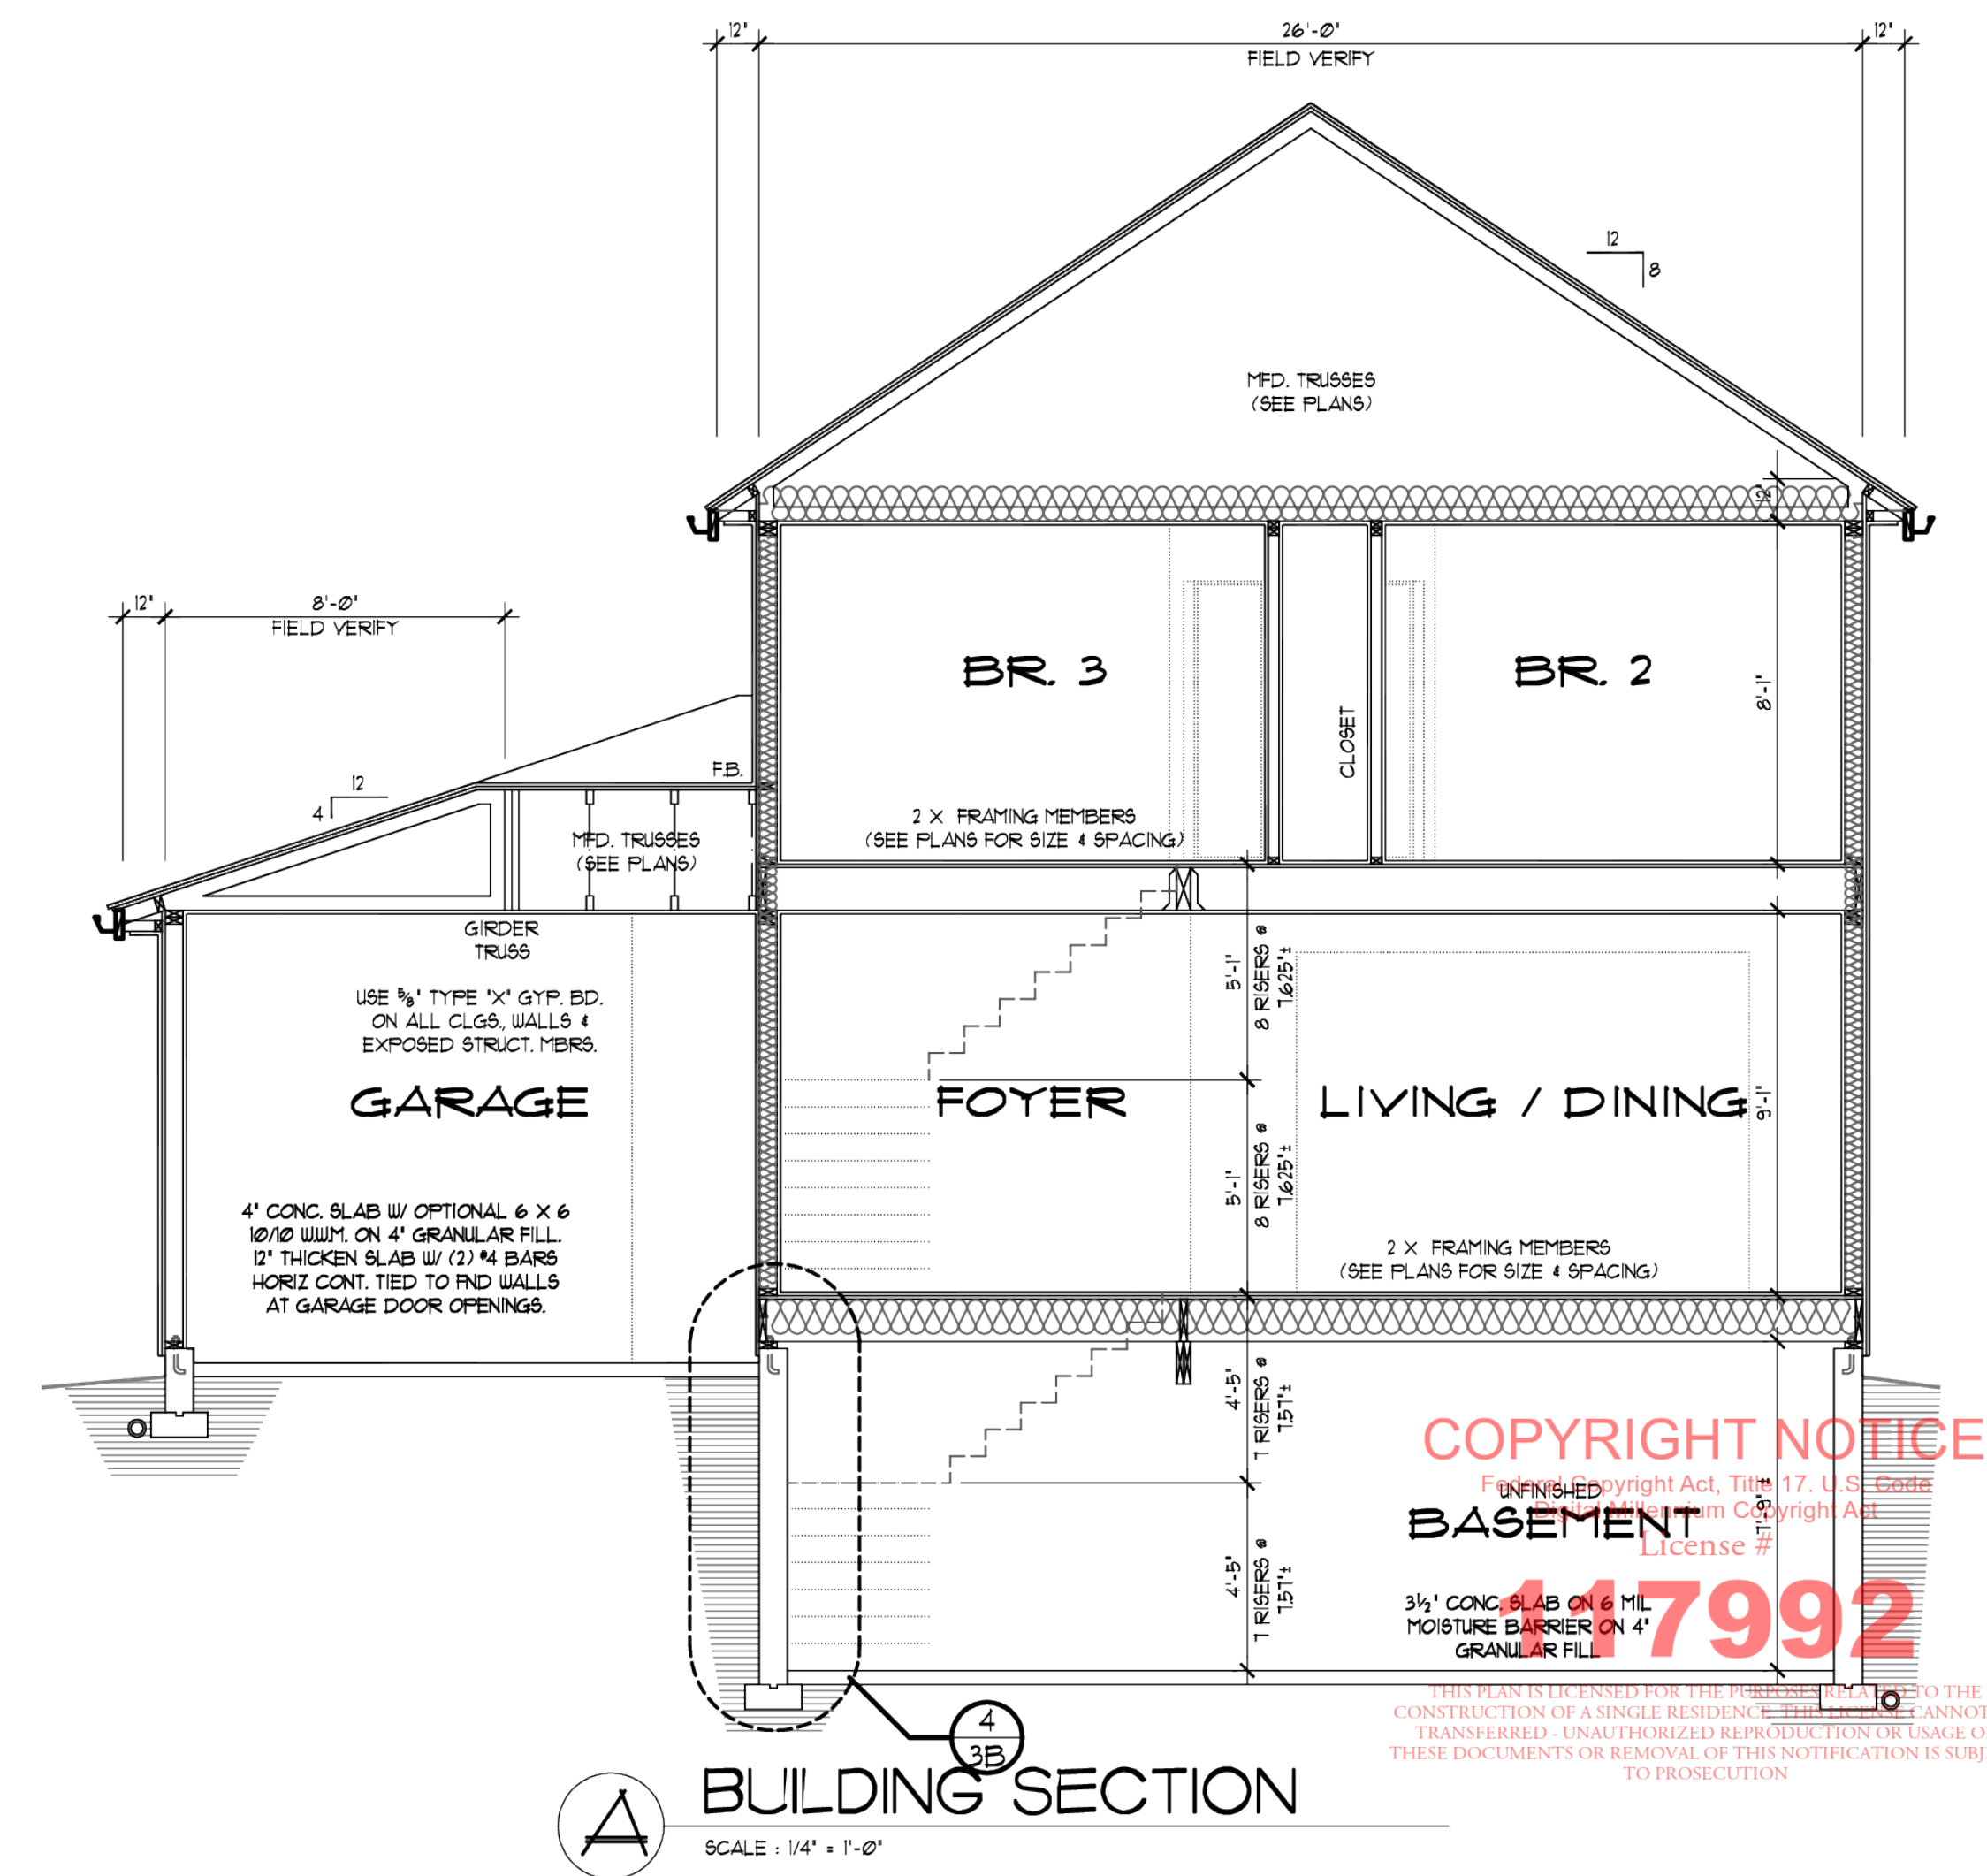 12" 26'-0" 12"
FIELD VERIFY
12
8
MFD. TRUSSES
(SEE PLANS)
12"
12" 8'-0"
FIELD VERIFY
BR. 3
BR. 2
8'-1"
CLOSET
F.B.
12
4
2 X FRAMING MEMBERS
(SEE PLANS FOR SIZE & SPACING)
MFD. TRUSSES
(SEE PLANS)
GIRDER
TRUSS
5'-1"
8 RISERS @
7.625"±
USE 5/8" TYPE "X" GYP. BD.
ON ALL CLGS., WALLS &
EXPOSED STRUCT. MBRS.
GARAGE
FOYER
LIVING / DINING
9'-1"
5'-1"
8 RISERS @
7.625"±
4" CONC. SLAB W/ OPTIONAL 6 X 6
10/10 W.W.M. ON 4" GRANULAR FILL.
12" THICKEN SLAB W/ (2) #4 BARS
HORIZ CONT. TIED TO FND WALLS
AT GARAGE DOOR OPENINGS.
2 X FRAMING MEMBERS
(SEE PLANS FOR SIZE & SPACING)
4'-5"
7 RISERS @
7.57"±
COPYRIGHT NOTICE
Federal Copyright Act, Title 17. U.S. Code
Digital Millennium Copyright Act
License #
117992
UNFINISHED
BASEMENT
7'-9" ±
4'-5"
7 RISERS @
7.57"±
3 1/2" CONC. SLAB ON 6 MIL
MOISTURE BARRIER ON 4"
GRANULAR FILL
THIS PLAN IS LICENSED FOR THE PURPOSES RELATED TO THE
CONSTRUCTION OF A SINGLE RESIDENCE. THIS LICENSE CANNOT
TRANSFERRED - UNAUTHORIZED REPRODUCTION OR USAGE O
THESE DOCUMENTS OR REMOVAL OF THIS NOTIFICATION IS SUBJ
TO PROSECUTION
4
3B
A BUILDING SECTION
SCALE : 1/4" = 1'-0"